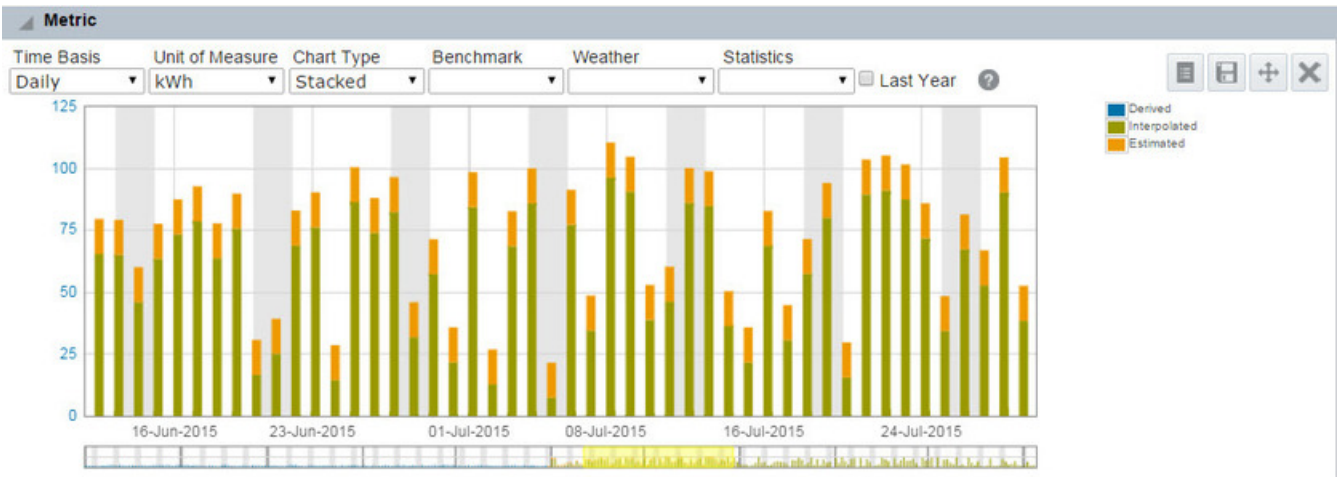 Metric
Time Basis Unit of Measure Chart Type Benchmark Weather Statistics
Daily kWh Stacked Last Year ?
125
100
75
50
25
0
16-Jun-2015 23-Jun-2015 01-Jul-2015 08-Jul-2015 16-Jul-2015 24-Jul-2015
Derived
Interpolated
Estimated